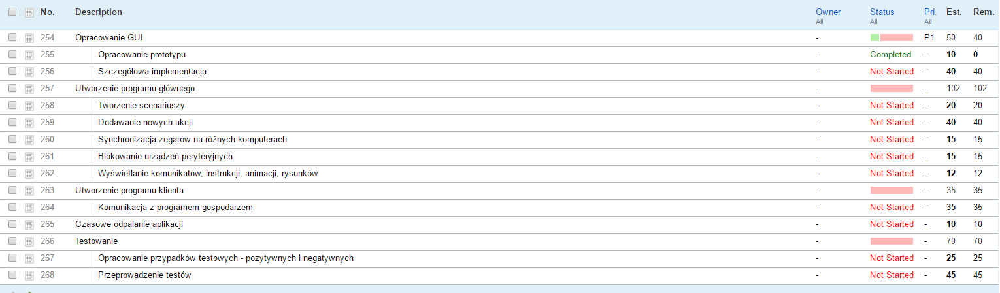 No. Description Owner Status Pri. Est. Rem.
All All All
254 Opracowanie GUI - P1 50 40
255 Opracowanie prototypu - Completed - 10 0
256 Szczegółowa implementacja - Not Started - 40 40
257 Utworzenie programu głównego - - 102 102
258 Tworzenie scenariuszy - Not Started - 20 20
259 Dodawanie nowych akcji - Not Started - 40 40
260 Synchronizacja zegarów na różnych komputerach - Not Started - 15 15
261 Blokowanie urządzeń peryferyjnych - Not Started - 15 15
262 Wyświetlanie komunikatów, instrukcji, animacji, rysunków - Not Started - 12 12
263 Utworzenie programu-klienta - - 35 35
264 Komunikacja z programem-gospodarzem - Not Started - 35 35
265 Czasowe odpalanie aplikacji - Not Started - 10 10
266 Testowanie - - 70 70
267 Opracowanie przypadków testowych - pozytywnych i negatywnych - Not Started - 25 25
268 Przeprowadzenie testów - Not Started - 45 45